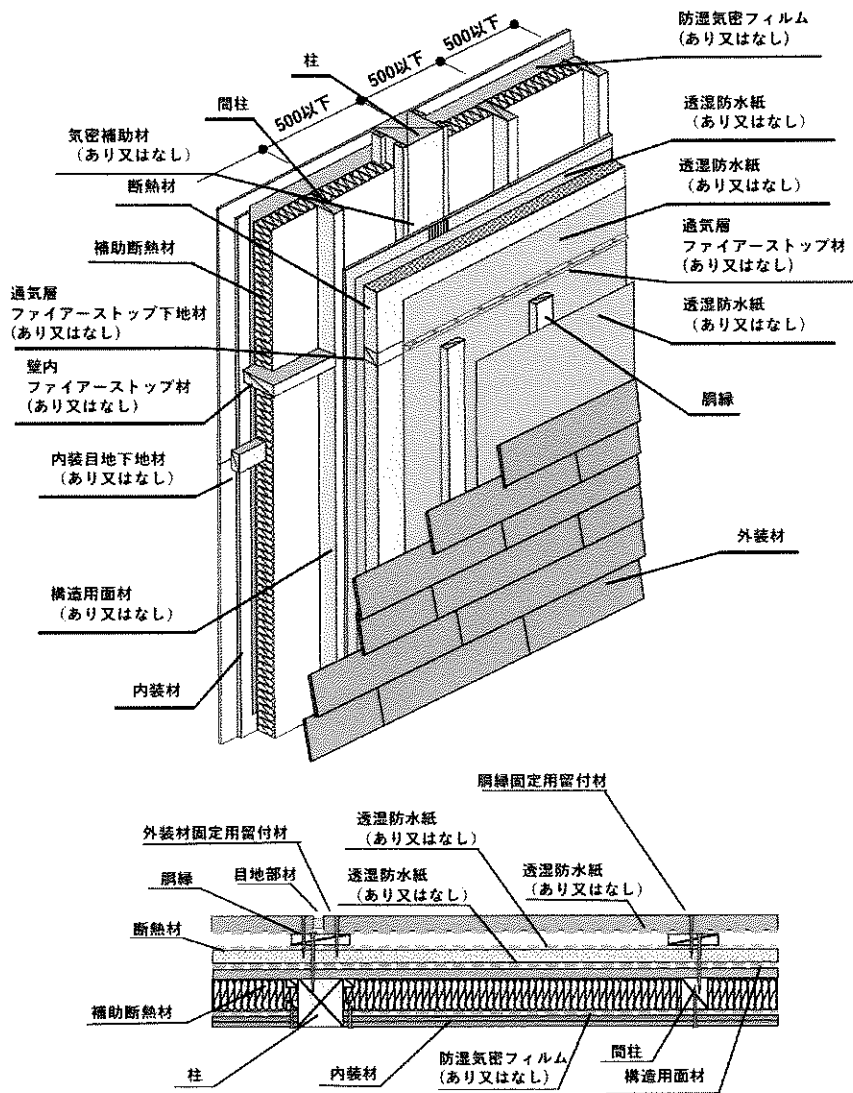 防湿気密フィルム
(あり又はなし)
500以下
500以下
500以下
柱
間柱
気密補助材
(あり又はなし)
断熱材
補助断熱材
通気層
ファイアーストップ下地材
(あり又はなし)
壁内
ファイアーストップ材
(あり又はなし)
内装目地下地材
(あり又はなし)
構造用面材
(あり又はなし)
内装材
透湿防水紙
(あり又はなし)
透湿防水紙
(あり又はなし)
通気層
ファイアーストップ材
(あり又はなし)
透湿防水紙
(あり又はなし)
胴縁
外装材
胴縁固定用留付材
透湿防水紙
(あり又はなし)
外装材固定用留付材
目地部材
透湿防水紙
(あり又はなし)
透湿防水紙
(あり又はなし)
胴縁
断熱材
補助断熱材
柱
内装材
防湿気密フィルム
(あり又はなし)
間柱
構造用面材
(あり又はなし)